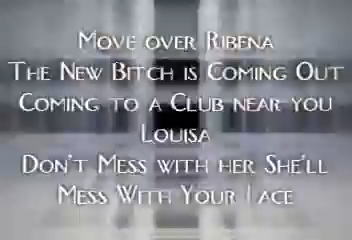 Move over Ribena
The New Bitch is Coming Out
Coming to a Club near you
Louisa
Don't Mess with her She'll
Mess With Your